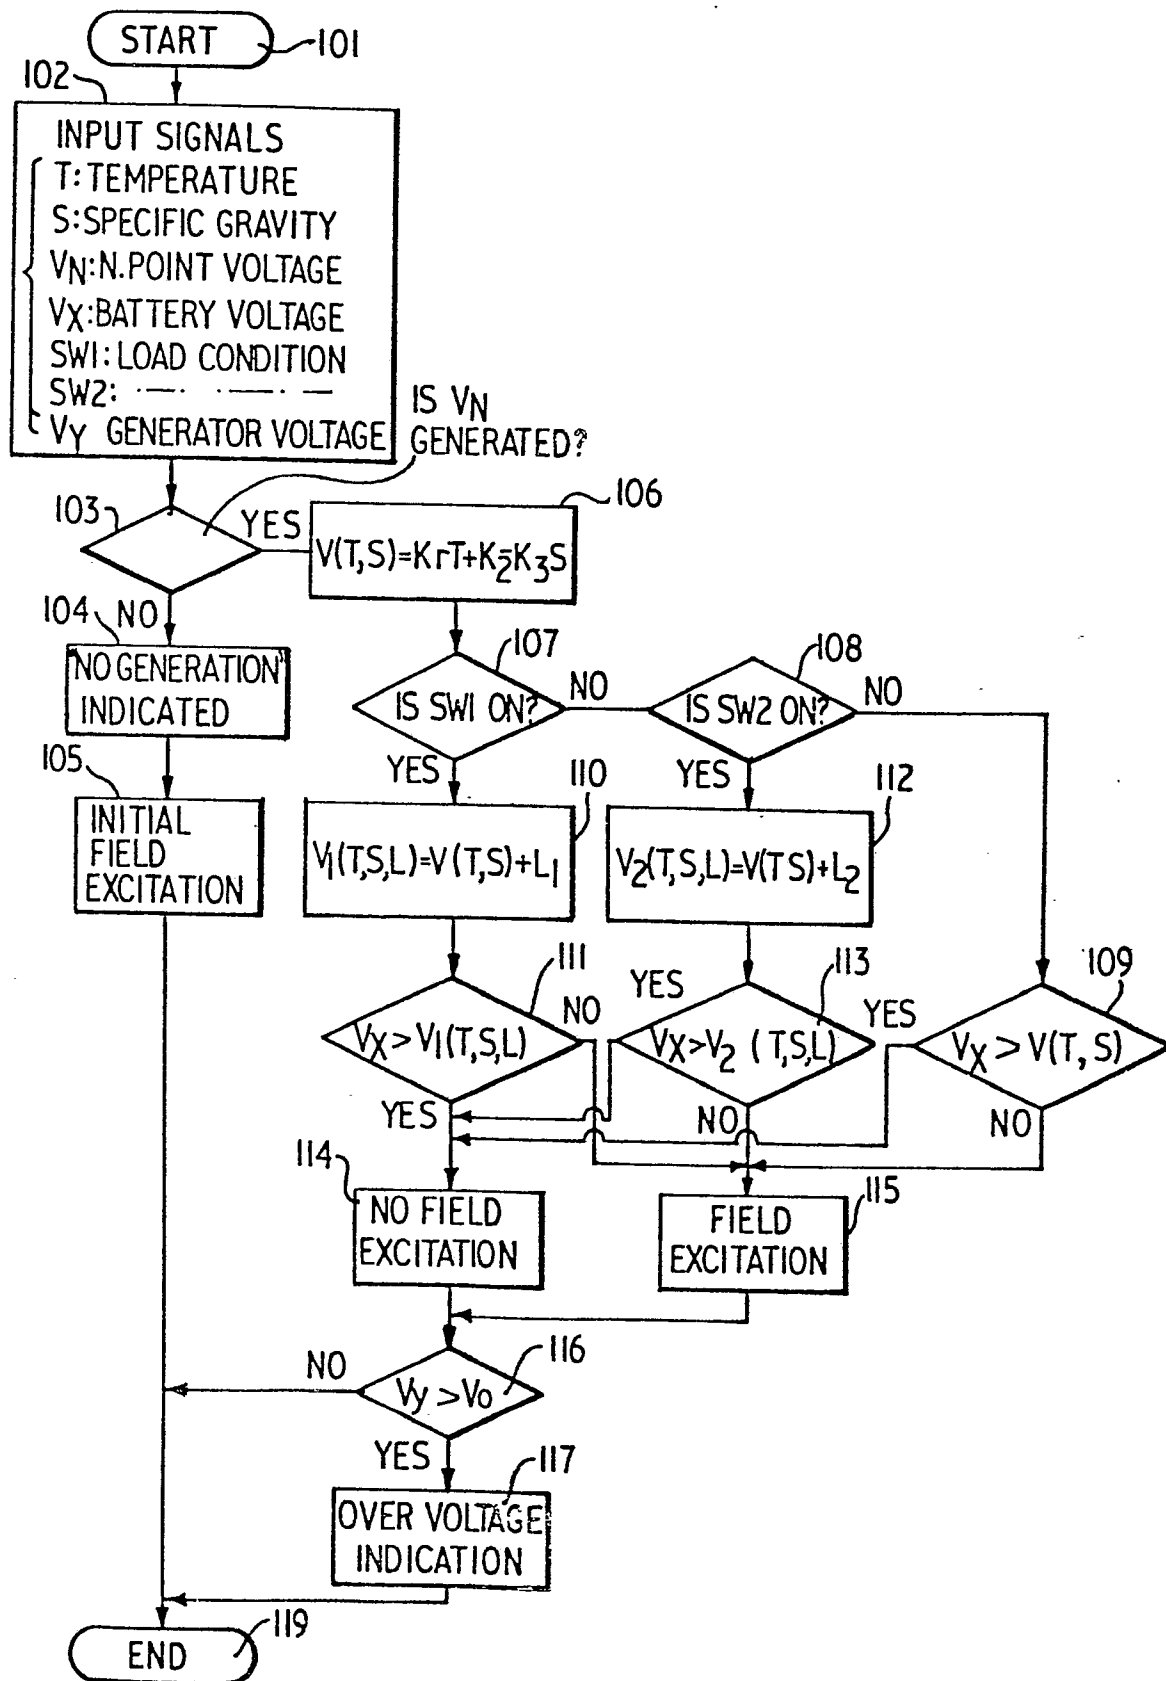 START
101
102
INPUT SIGNALS
T:TEMPERATURE
S:SPECIFIC GRAVITY
VN:N.POINT VOLTAGE
VX:BATTERY VOLTAGE
SW1:LOAD CONDITION
SW2:
VY GENERATOR VOLTAGE
IS VN
GENERATED?
103
YES
106
V(T,S)=KrT+K2-K3S
NO
104
"NO GENERATION"
INDICATED
107
IS SW1 ON?
NO
108
IS SW2 ON?
NO
105
INITIAL
FIELD
EXCITATION
YES
110
V1(T,S,L)=V(T,S)+L1
YES
112
V2(T,S,L)=V(T S)+L2
111
VX>V1(T,S,L)
NO
YES
113
VX>V2 (T,S,L)
YES
109
VX > V(T,S)
YES
NO
NO
114
NO FIELD
EXCITATION
115
FIELD
EXCITATION
116
NO
Vy>Vo
YES
117
OVER VOLTAGE
INDICATION
119
END